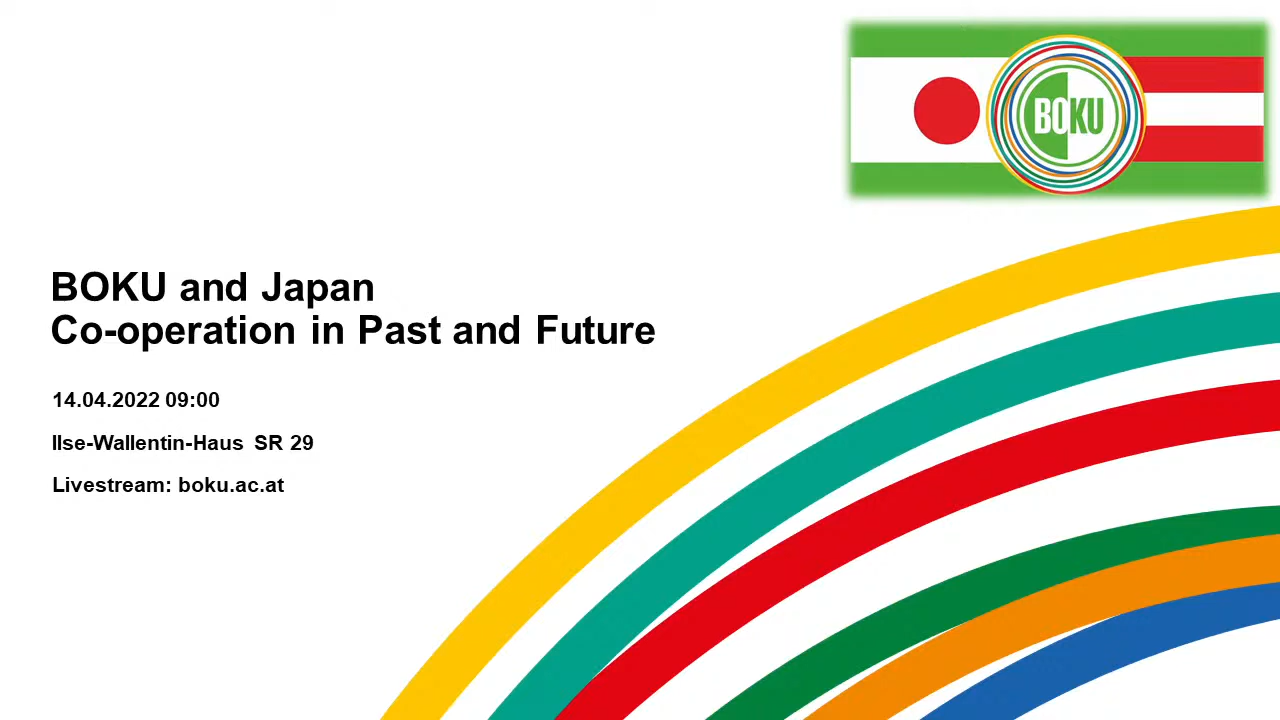 BOKU
BOKU and Japan
Co-operation in Past and Future
14.04.2022 09:00
Ilse-Wallentin-Haus SR 29
Livestream: boku.ac.at